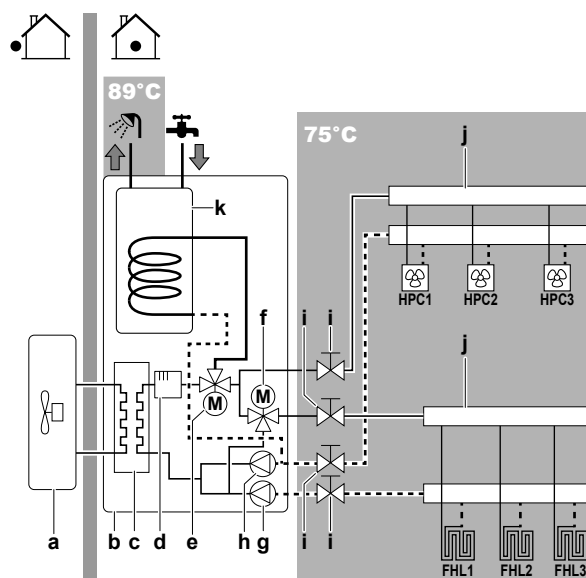 89°C
75°C
j
k
HPC1 HPC2 HPC3
f i i
M
M
j
a b c d e h g i i
FHL1 FHL2 FHL3